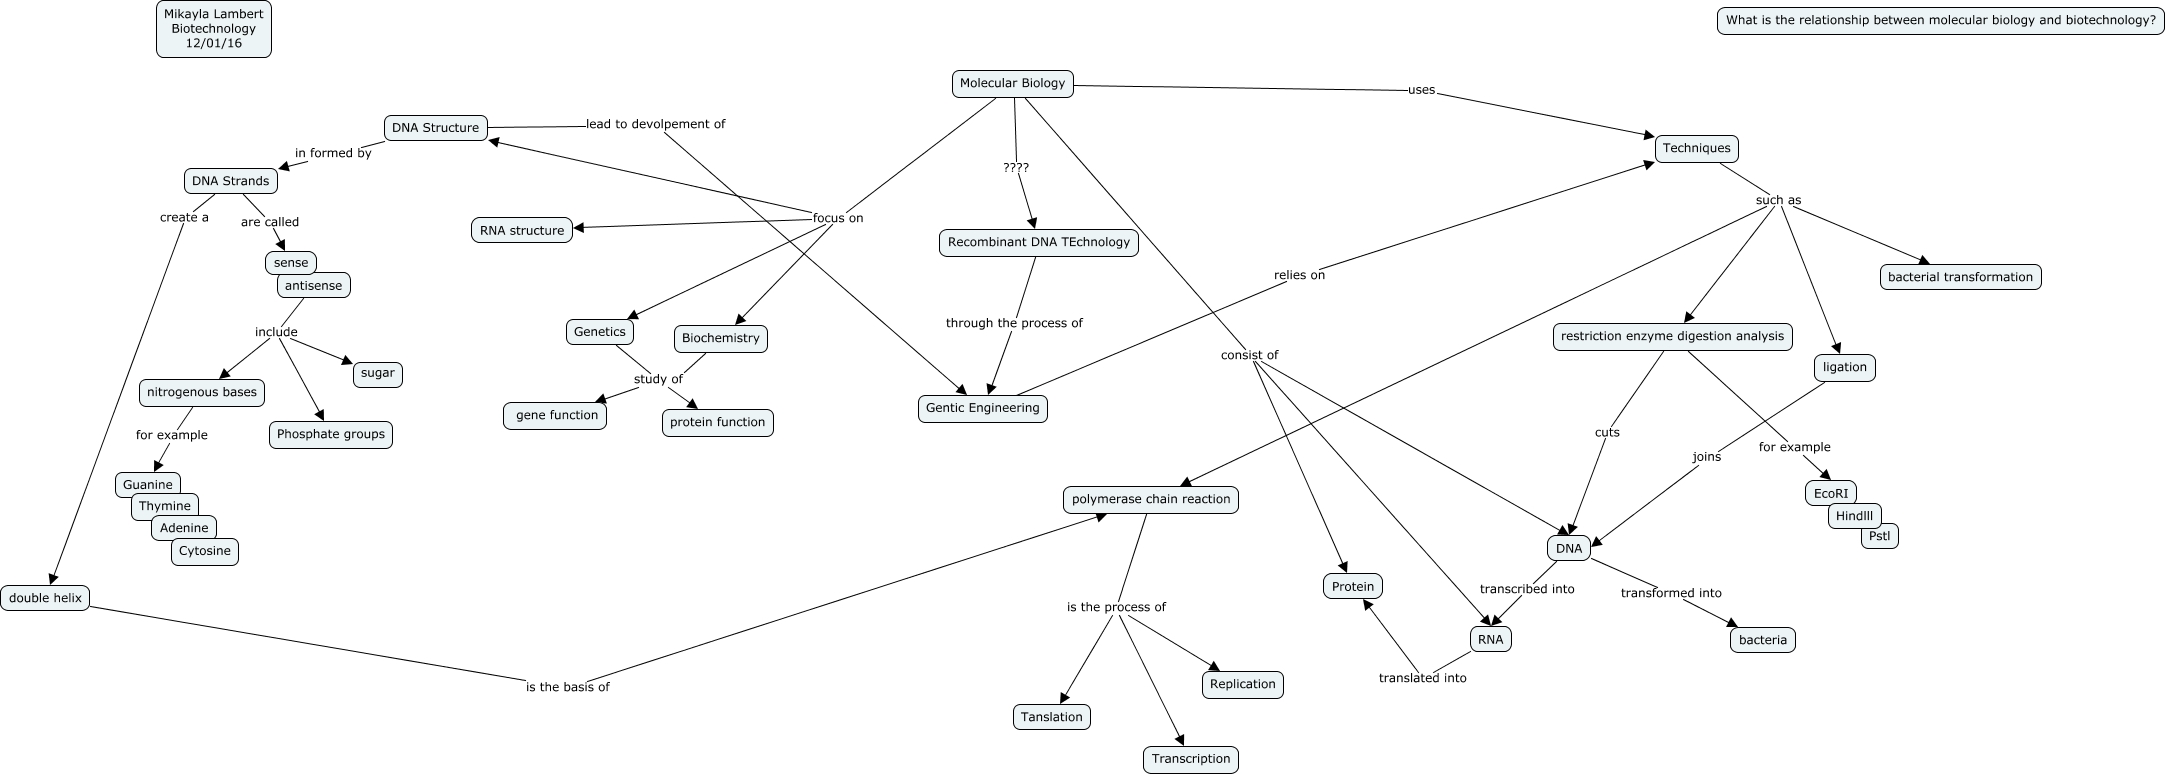 Mikayla Lambert
Biotechnology
12/01/16
What is the relationship between molecular biology and biotechnology?
Molecular Biology
uses
DNA Structure
lead to devolpement of
in formed by
Techniques
????
DNA Strands
such as
create a
are called
focus on
RNA structure
Recombinant DNA TEchnology
sense
antisense
relies on
bacterial transformation
through the process of
include
Genetics
Biochemistry
restriction enzyme digestion analysis
consist of
ligation
sugar
study of
nitrogenous bases
gene function
protein function
Gentic Engineering
for example
Phosphate groups
cuts
for example
joins
Guanine
Thymine
Adenine
Cytosine
polymerase chain reaction
EcoRI
Hindlll
Pstl
DNA
double helix
Protein
transcribed into
transformed into
is the process of
RNA
bacteria
translated into
is the basis of
Replication
Tanslation
Transcription